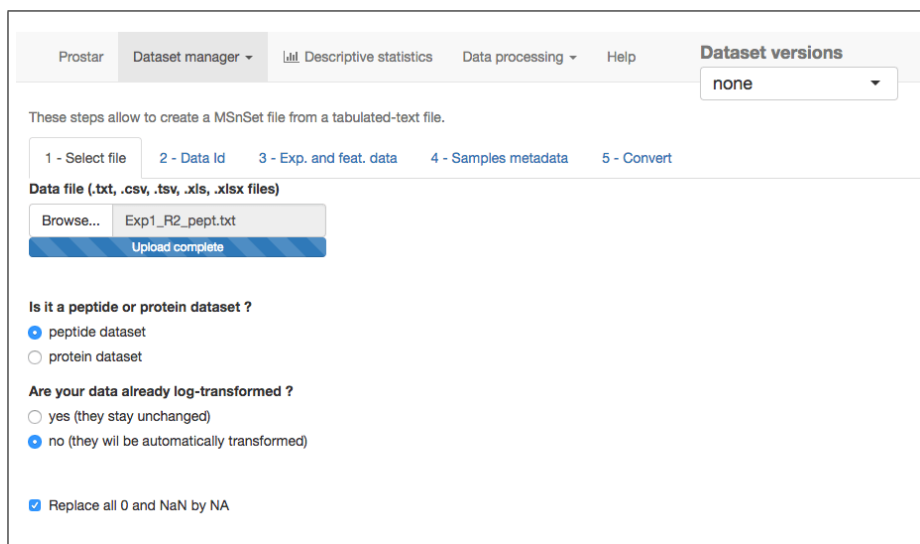 Prostar
Dataset manager
Descriptive statistics
Data processing
Help
Dataset versions
none
These steps allow to create a MSnSet file from a tabulated-text file.
1 - Select file
2 - Data Id
3 - Exp. and feat. data
4 - Samples metadata
5 - Convert
Data file (.txt, .csv, .tsv, .xls, .xlsx files)
Browse...
Exp1_R2_pept.txt
Upload complete
Is it a peptide or protein dataset ?
peptide dataset
protein dataset
Are your data already log-transformed ?
yes (they stay unchanged)
no (they wil be automatically transformed)
Replace all 0 and NaN by NA